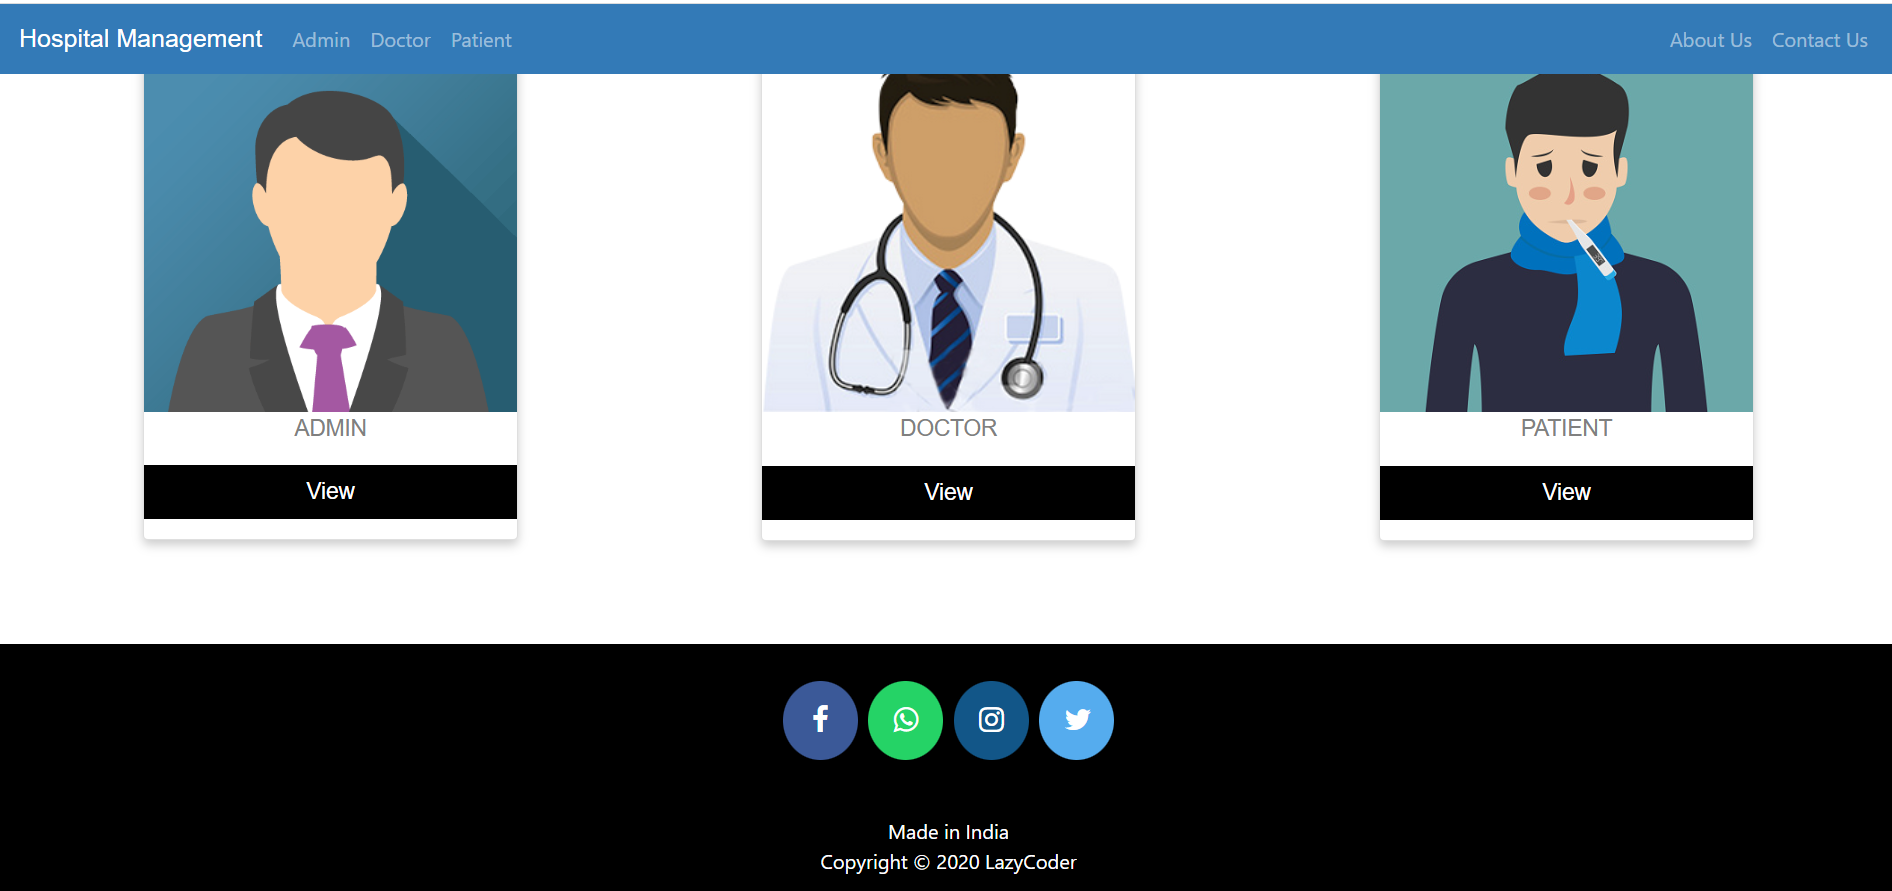 Hospital Management Admin Doctor Patient About Us Contact Us
ADMIN
View
DOCTOR
View
PATIENT
View
Made in India
Copyright © 2020 LazyCoder